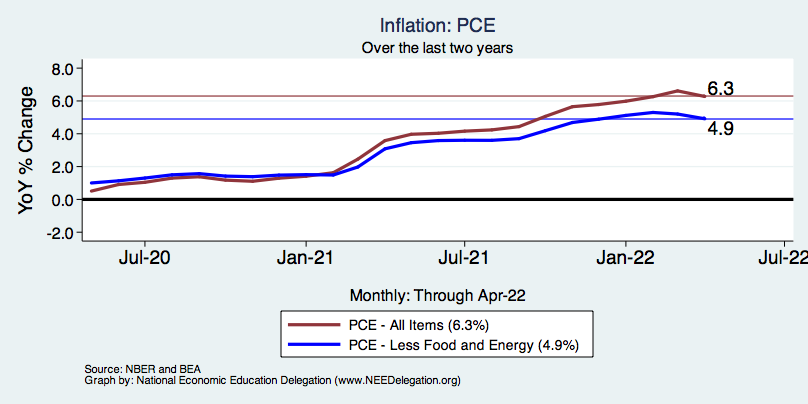 Inflation: PCE
Over the last two years
YoY % Change
8.0
6.0
4.0
2.0
0.0
-2.0
6.3
4.9
Jul-20 Jan-21 Jul-21 Jan-22 Jul-22
Monthly: Through Apr-22
PCE - All Items (6.3%)
PCE - Less Food and Energy (4.9%)
Source: NBER and BEA
Graph by: National Economic Education Delegation (www.NEEDelegation.org)